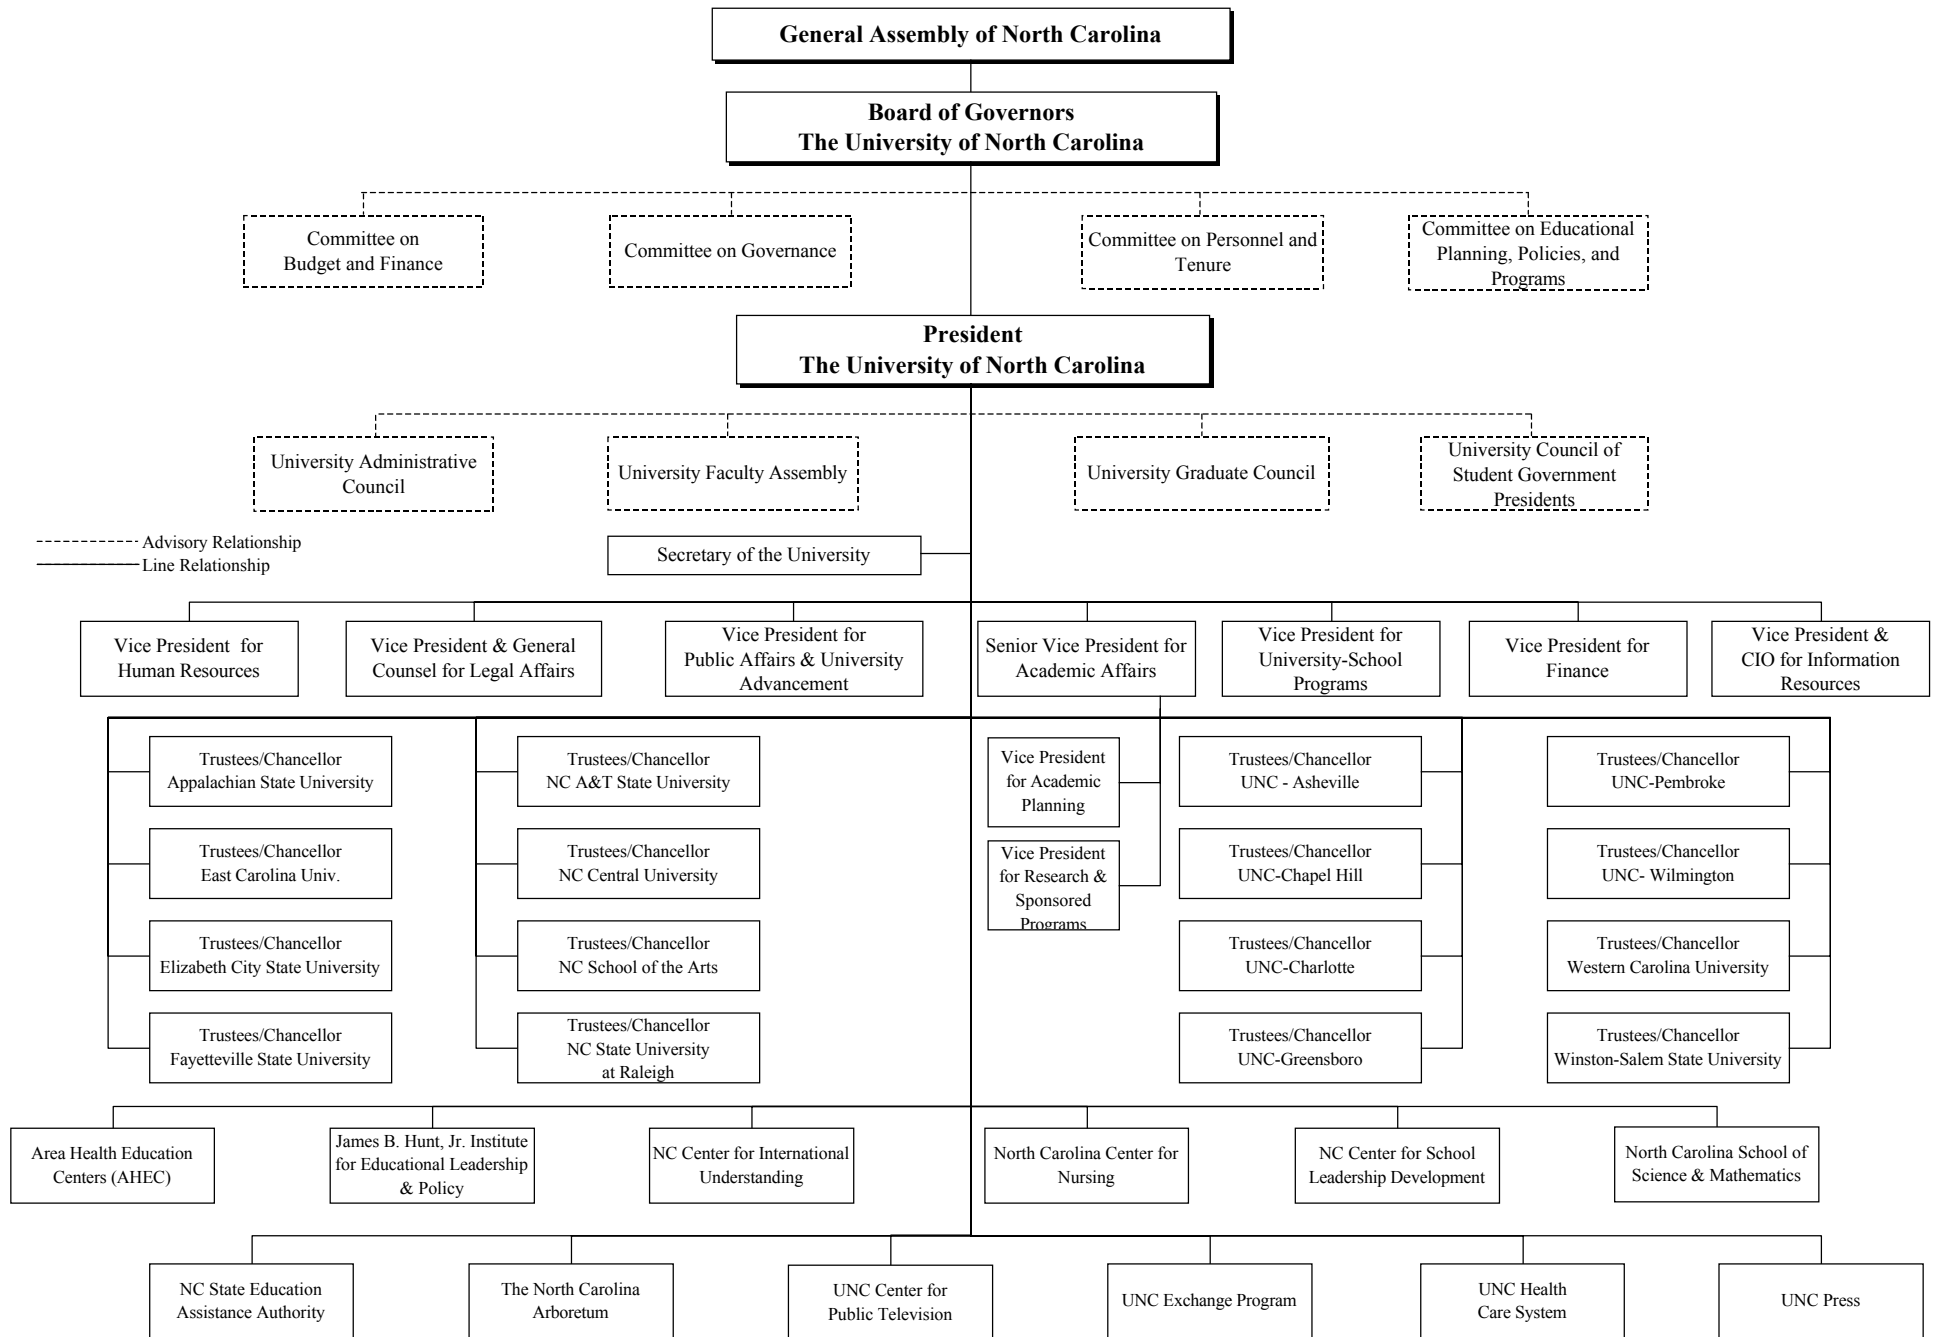 General Assembly of North Carolina
Board of Governors
The University of North Carolina
Committee on
Budget and Finance
Committee on Governance
Committee on Personnel and
Tenure
Committee on Educational
Planning, Policies, and
Programs
President
The University of North Carolina
University Administrative
Council
University Faculty Assembly
University Graduate Council
University Council of
Student Government
Presidents
Advisory Relationship
Line Relationship
Secretary of the University
Vice President for
Human Resources
Vice President & General
Counsel for Legal Affairs
Vice President for
Public Affairs & University
Advancement
Senior Vice President for
Academic Affairs
Vice President for
University-School
Programs
Vice President for
Finance
Vice President &
CIO for Information
Resources
Trustees/Chancellor
Appalachian State University
Trustees/Chancellor
NC A&T State University
Vice President
for Academic
Planning
Trustees/Chancellor
UNC - Asheville
Trustees/Chancellor
UNC-Pembroke
Trustees/Chancellor
East Carolina Univ.
Trustees/Chancellor
NC Central University
Vice President
for Research &
Sponsored
Programs
Trustees/Chancellor
UNC-Chapel Hill
Trustees/Chancellor
UNC- Wilmington
Trustees/Chancellor
Elizabeth City State University
Trustees/Chancellor
NC School of the Arts
Trustees/Chancellor
UNC-Charlotte
Trustees/Chancellor
Western Carolina University
Trustees/Chancellor
Fayetteville State University
Trustees/Chancellor
NC State University
at Raleigh
Trustees/Chancellor
UNC-Greensboro
Trustees/Chancellor
Winston-Salem State University
Area Health Education
Centers (AHEC)
James B. Hunt, Jr. Institute
for Educational Leadership
& Policy
NC Center for International
Understanding
North Carolina Center for
Nursing
NC Center for School
Leadership Development
North Carolina School of
Science & Mathematics
NC State Education
Assistance Authority
The North Carolina
Arboretum
UNC Center for
Public Television
UNC Exchange Program
UNC Health
Care System
UNC Press